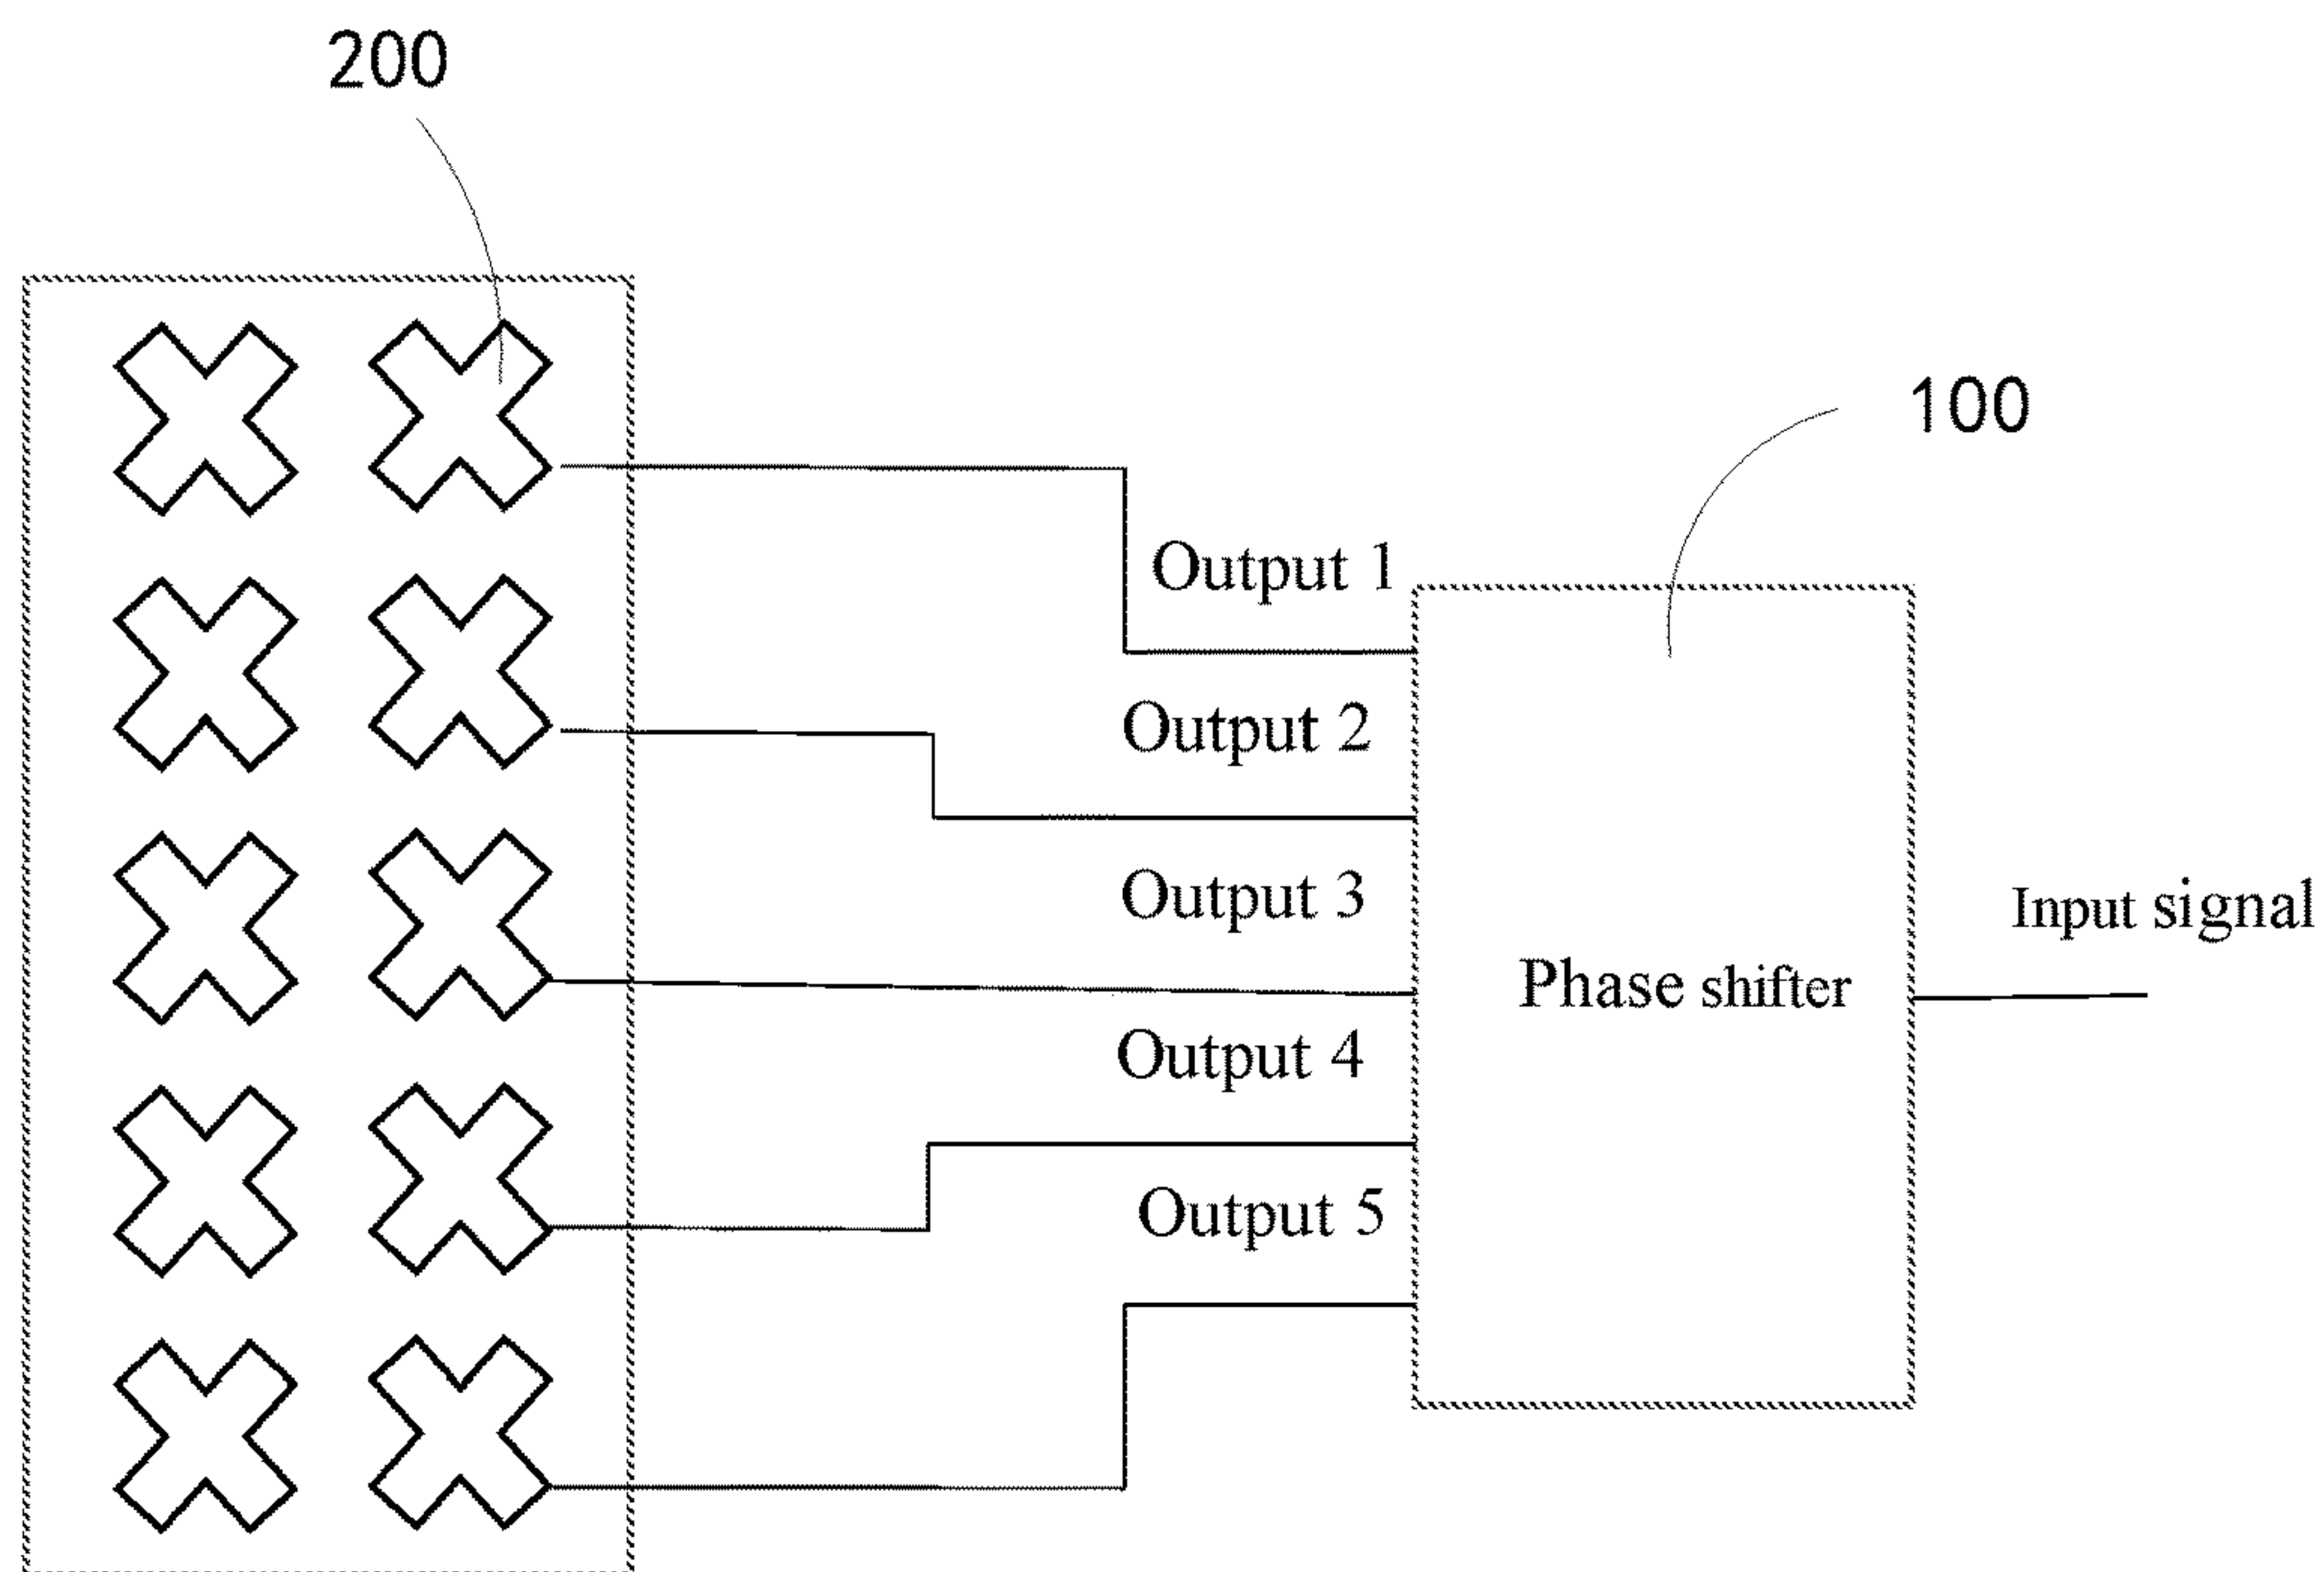 200
100
Output 1
Output 2
Output 3
Input signal
Phase shifter
Output 4
Output 5